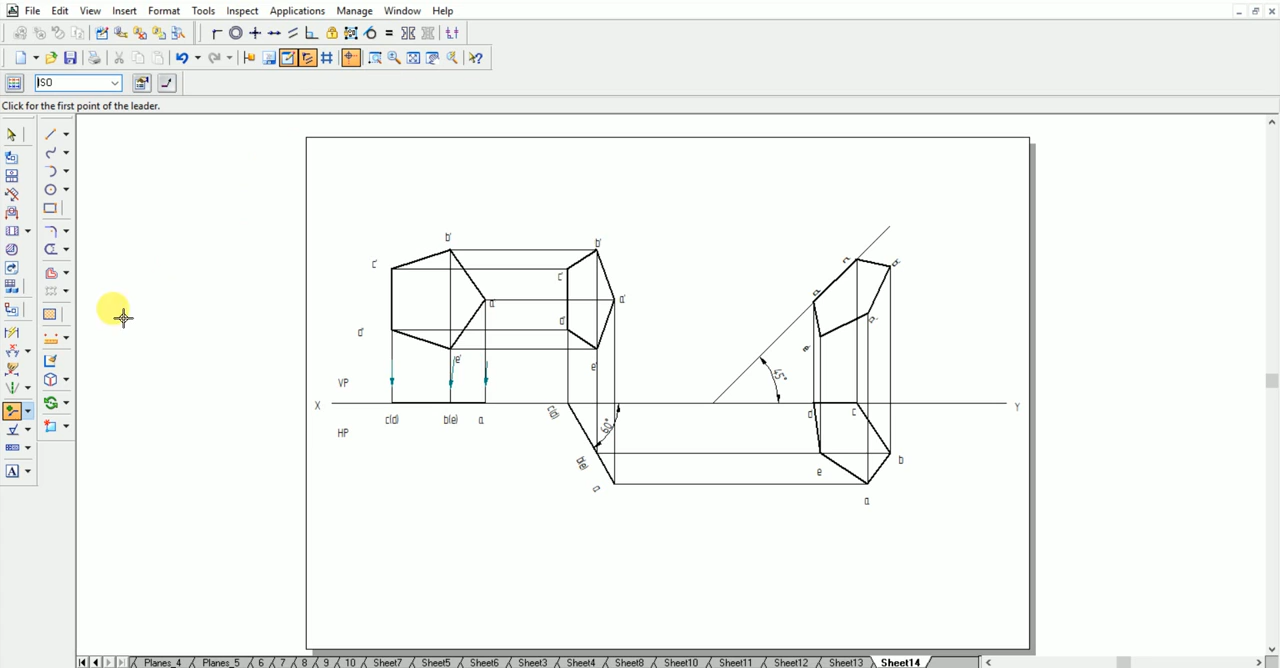 File Edit View Insert Format Tools Inspect Applications Manage Window Help
ISO
Click for the first point of the leader.
b' b'
c' c'
a' a'
d' d'
e' e'
VP
45°
X Y
c(d) b(e) a c(d) d c
HP 60°
b(e) e b
a a
Planes_4 Planes_5 6 7 8 9 10 Sheet7 Sheet5 Sheet6 Sheet3 Sheet4 Sheet8 Sheet10 Sheet11 Sheet12 Sheet13 Sheet14